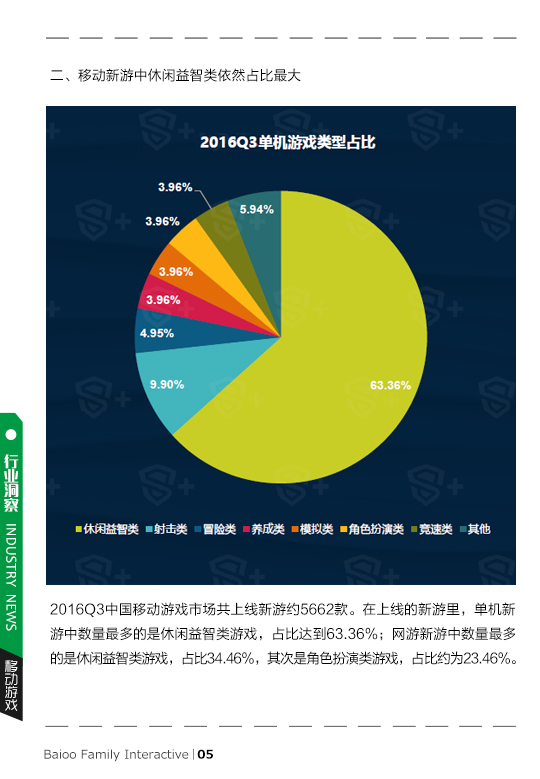 二、移动新游中休闲益智类依然占比最大
2016Q3单机游戏类型占比
3.96%
5.94%
3.96%
3.96%
3.96%
4.95%
9.90%
63.36%
休闲益智类 射击类 冒险类 养成类 模拟类 角色扮演类 竞速类 其他
行业洞察 INDUSTRY NEWS
移动游戏
2016Q3中国移动游戏市场共上线新游约5662款。在上线的新游里，单机新
游中数量最多的是休闲益智类游戏，占比达到63.36%；网游新游中数量最多
的是休闲益智类游戏，占比34.46%，其次是角色扮演类游戏，占比约为23.46%。
Baioo Family Interactive | 05